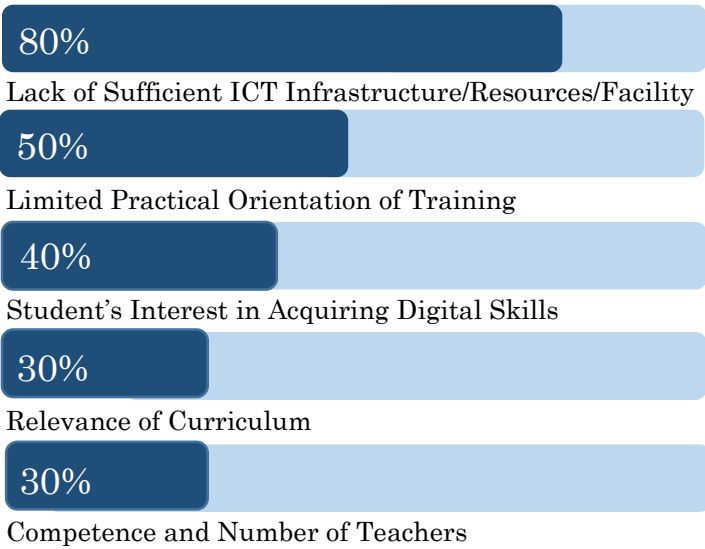 80%
Lack of Sufficient ICT Infrastructure/Resources/Facility
50%
Limited Practical Orientation of Training
40%
Student’s Interest in Acquiring Digital Skills
30%
Relevance of Curriculum
30%
Competence and Number of Teachers